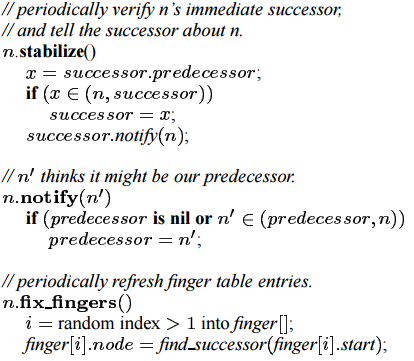 // periodically verify n's immediate successor,
// and tell the successor about n.
n.stabilize()
x = successor.predecessor;
if (x ∈ (n, successor))
successor = x;
successor.notify(n);
// n′ thinks it might be our predecessor.
n.notify(n′)
if (predecessor is nil or n′ ∈ (predecessor, n))
predecessor = n′;
// periodically refresh finger table entries.
n.fix_fingers()
i = random index > 1 into finger[];
finger[i].node = find_successor(finger[i].start);